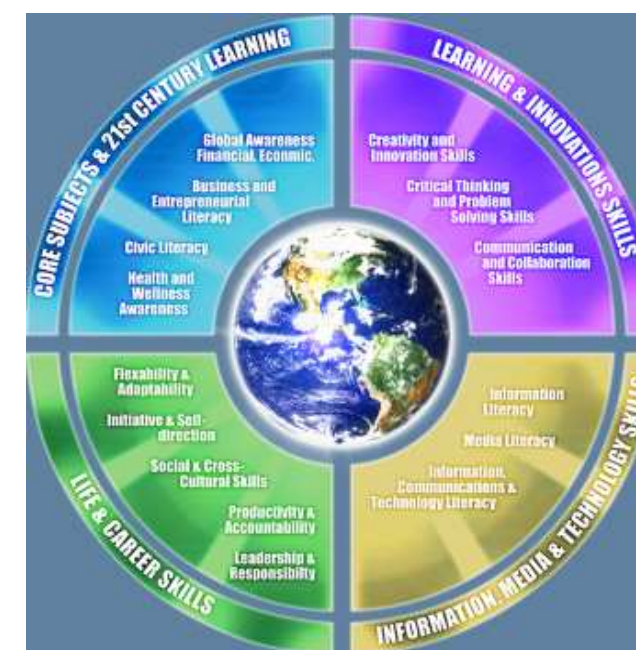 CORE SUBJECTS & 21st CENTURY LEARNING
Global Awareness
Financial, Econmic,
Business and
Entrepreneurial
Literacy
Civic Literacy
Health and
Wellness
Awareness
LEARNING & INNOVATIONS SKILLS
Creativity and
Innovation Skills
Critical Thinking
and Problem
Solving Skills
Communication
and Collaboration
Skills
Flexability &
Adaptability
Initiative & Self-
direction
Social & Cross-
Cultural Skills
Productivity &
Accountability
Leadership &
Responsibilty
LIFE & CAREER SKILLS
Information
Literacy
Media Literacy
Information,
Communications &
Technology Literacy
INFORMATION, MEDIA & TECHNOLOGY SKILLS